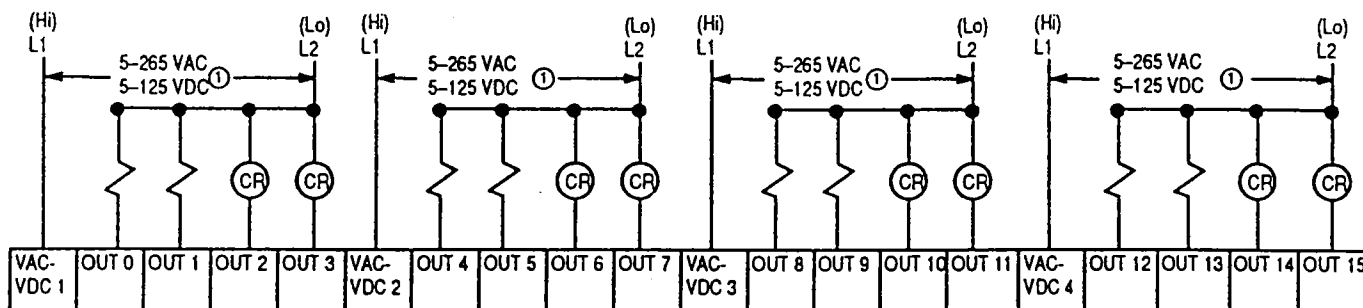 (Hi) (Lo) (Hi) (Lo) (Hi) (Lo) (Hi) (Lo)
L1 L2 L1 L2 L1 L2 L1 L2
5–265 VAC ① 5–265 VAC ① 5–265 VAC ① 5–265 VAC ①
5–125 VDC 5–125 VDC 5–125 VDC 5–125 VDC
CR CR CR CR CR CR CR CR
VAC- OUT 0 OUT 1 OUT 2 OUT 3 VAC- OUT 4 OUT 5 OUT 6 OUT 7 VAC- OUT 8 OUT 9 OUT 10 OUT 11 VAC- OUT 12 OUT 13 OUT 14 OUT 15
VDC 1 VDC 2 VDC 3 VDC 4